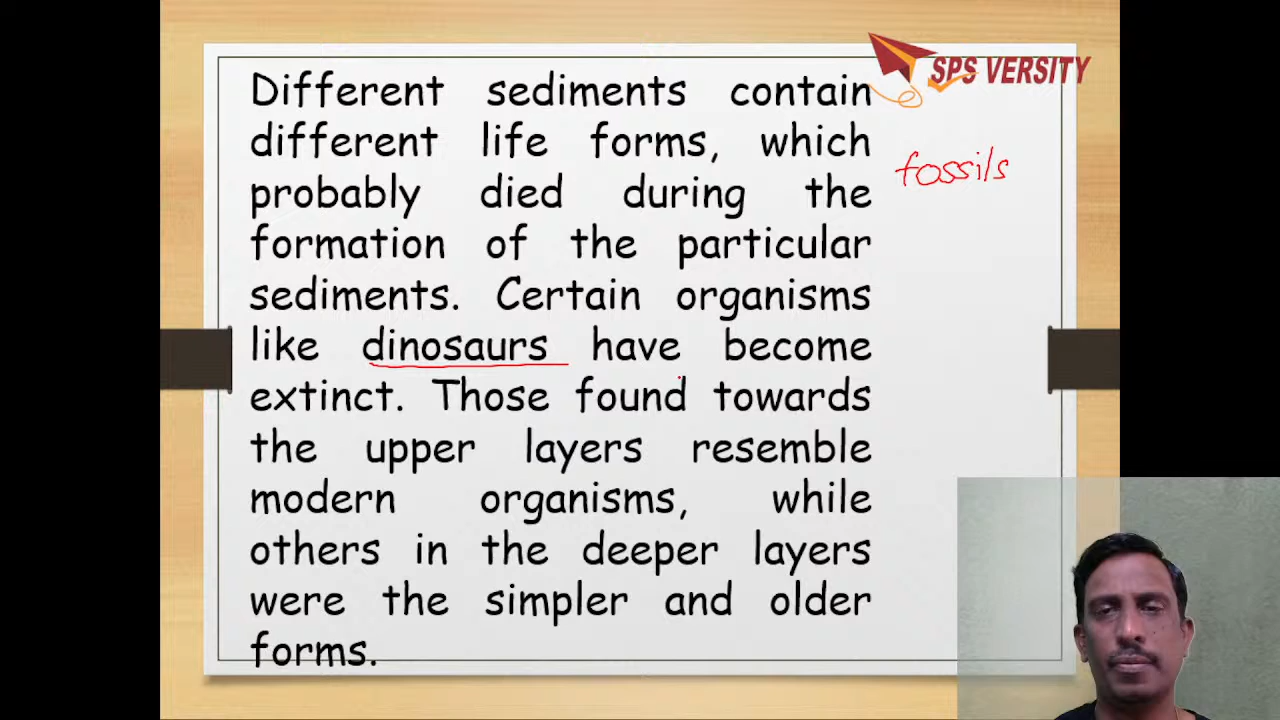 SPS VERSITY
Different sediments contain
different life forms, which
fossils
probably died during the
formation of the particular
sediments. Certain organisms
like dinosaurs have become
extinct. Those found towards
the upper layers resemble
modern organisms, while
others in the deeper layers
were the simpler and older
forms.